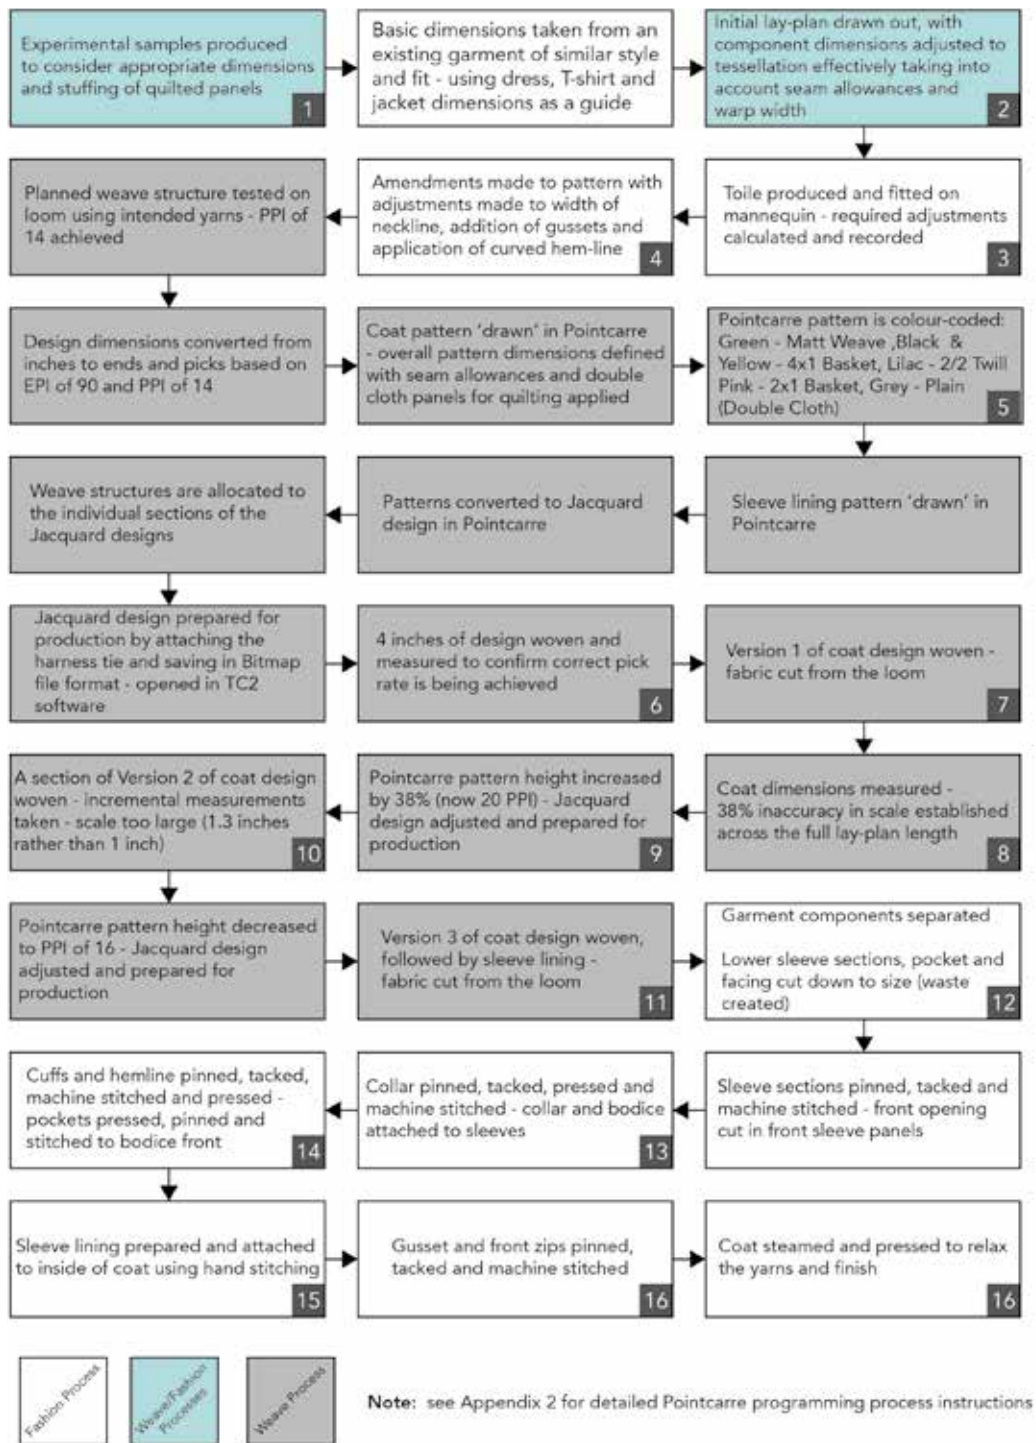 Experimental samples produced
to consider appropriate dimensions
and stuffing of quilted panels
1
Basic dimensions taken from an
existing garment of similar style
and fit - using dress, T-shirt and
jacket dimensions as a guide
Initial lay-plan drawn out, with
component dimensions adjusted to
tessellation effectively taking into
account seam allowances and
warp width
2
Toile produced and fitted on
mannequin - required adjustments
calculated and recorded
3
Amendments made to pattern with
adjustments made to width of
neckline, addition of gussets and
application of curved hem-line
4
Planned weave structure tested on
loom using intended yarns - PPI of
14 achieved
Design dimensions converted from
inches to ends and picks based on
EPI of 90 and PPI of 14
Coat pattern 'drawn' in Pointcarre
- overall pattern dimensions defined
with seam allowances and double
cloth panels for quilting applied
Pointcarre pattern is colour-coded:
Green - Matt Weave ,Black &
Yellow - 4x1 Basket, Lilac - 2/2 Twill
Pink - 2x1 Basket, Grey - Plain
(Double Cloth)
5
Sleeve lining pattern 'drawn' in
Pointcarre
Patterns converted to Jacquard
design in Pointcarre
Weave structures are allocated to
the individual sections of the
Jacquard designs
Jacquard design prepared for
production by attaching the
harness tie and saving in Bitmap
file format - opened in TC2
software
4 inches of design woven and
measured to confirm correct pick
rate is being achieved
6
Version 1 of coat design woven -
fabric cut from the loom
7
Coat dimensions measured -
38% inaccuracy in scale established
across the full lay-plan length
8
Pointcarre pattern height increased
by 38% (now 20 PPI) - Jacquard
design adjusted and prepared for
production
9
A section of Version 2 of coat design
woven - incremental measurements
taken - scale too large (1.3 inches
rather than 1 inch)
10
Pointcarre pattern height decreased
to PPI of 16 - Jacquard design
adjusted and prepared for
production
Version 3 of coat design woven,
followed by sleeve lining -
fabric cut from the loom
11
Garment components separated
Lower sleeve sections, pocket and
facing cut down to size (waste
created)
12
Sleeve sections pinned, tacked and
machine stitched - front opening
cut in front sleeve panels
Collar pinned, tacked, pressed and
machine stitched - collar and bodice
attached to sleeves
13
Cuffs and hemline pinned, tacked,
machine stitched and pressed -
pockets pressed, pinned and
stitched to bodice front
14
Sleeve lining prepared and attached
to inside of coat using hand stitching
15
Gusset and front zips pinned,
tacked and machine stitched
16
Coat steamed and pressed to relax
the yarns and finish
16
Fashion Process
Weave/Fashion
Processes
Weave Process
Note: see Appendix 2 for detailed Pointcarre programming process instructions